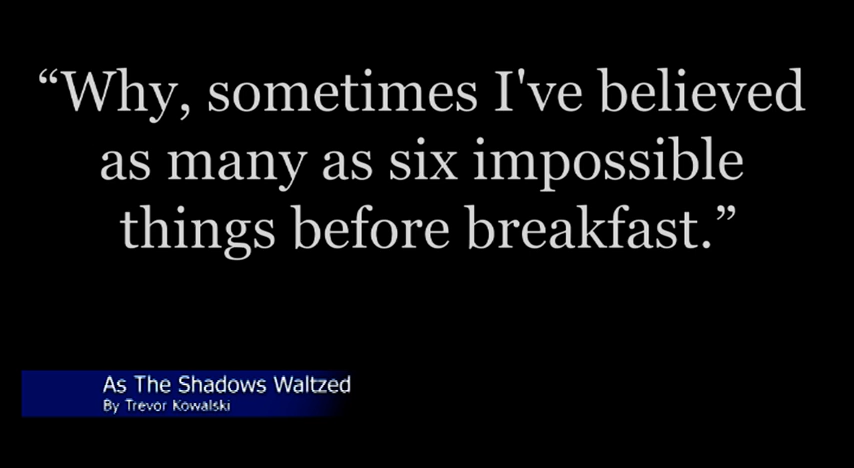 “Why, sometimes I've believed
as many as six impossible
things before breakfast.”
As The Shadows Waltzed
By Trevor Kowalski